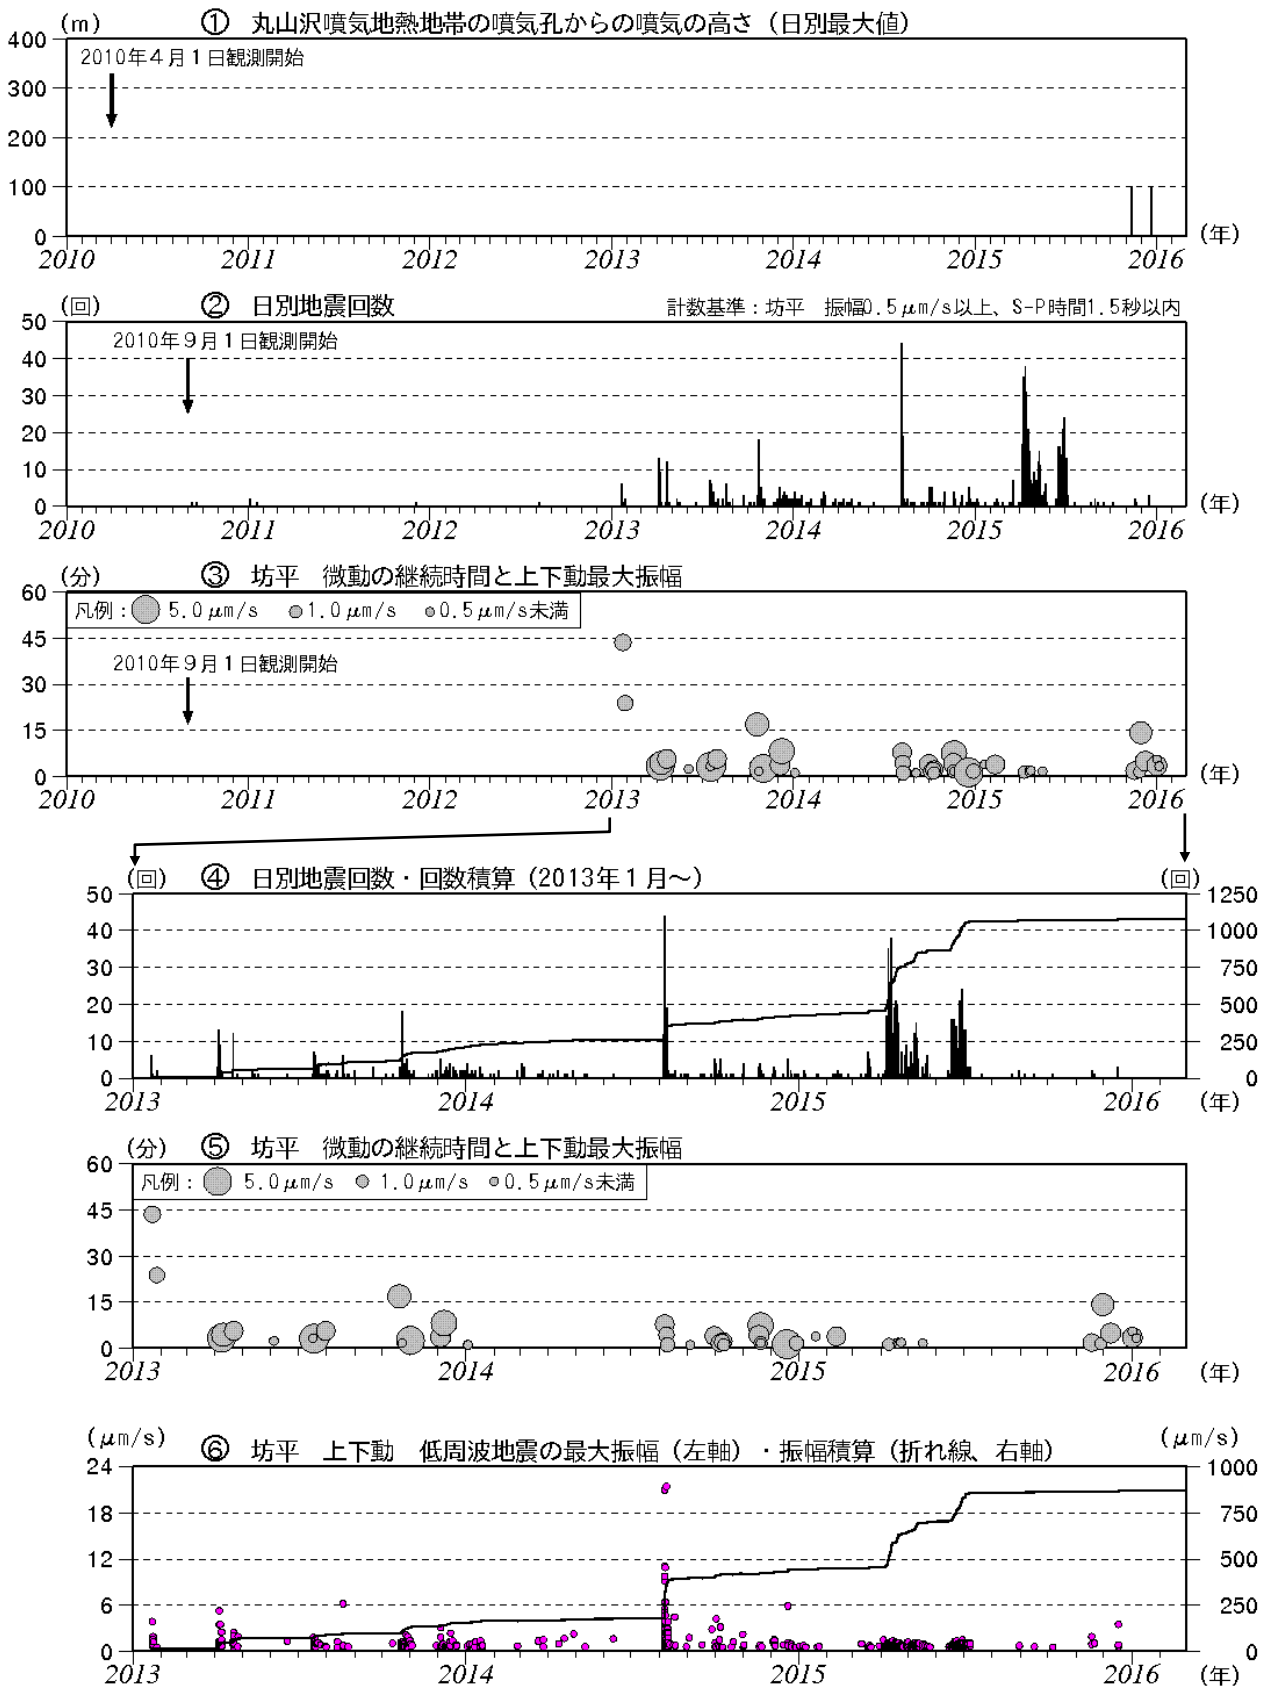 (m) ① 丸山沢噴気地熱地帯の噴気孔からの噴気の高さ（日別最大値）
400
2010年4月1日観測開始
300
200
100
0
2010 2011 2012 2013 2014 2015 2016 (年)
(回) ② 日別地震回数 計数基準：坊平 振幅0.5μm/s以上、S-P時間1.5秒以内
50
2010年9月1日観測開始
40
30
20
10
0
2010 2011 2012 2013 2014 2015 2016 (年)
(分) ③ 坊平 微動の継続時間と上下動最大振幅
60
凡例： 5.0μm/s 1.0μm/s 0.5μm/s未満
45
2010年9月1日観測開始
30
15
0
2010 2011 2012 2013 2014 2015 2016 (年)
(回) ④ 日別地震回数・回数積算（2013年1月～） (回)
50 1250
40 1000
30 750
20 500
10 250
0 0
2013 2014 2015 2016 (年)
(分) ⑤ 坊平 微動の継続時間と上下動最大振幅
60
凡例： 5.0μm/s 1.0μm/s 0.5μm/s未満
45
30
15
0
2013 2014 2015 2016 (年)
(μm/s) ⑥ 坊平 上下動 低周波地震の最大振幅（左軸）・振幅積算（折れ線、右軸） (μm/s)
24 1000
18 750
12 500
6 250
0 0
2013 2014 2015 2016 (年)